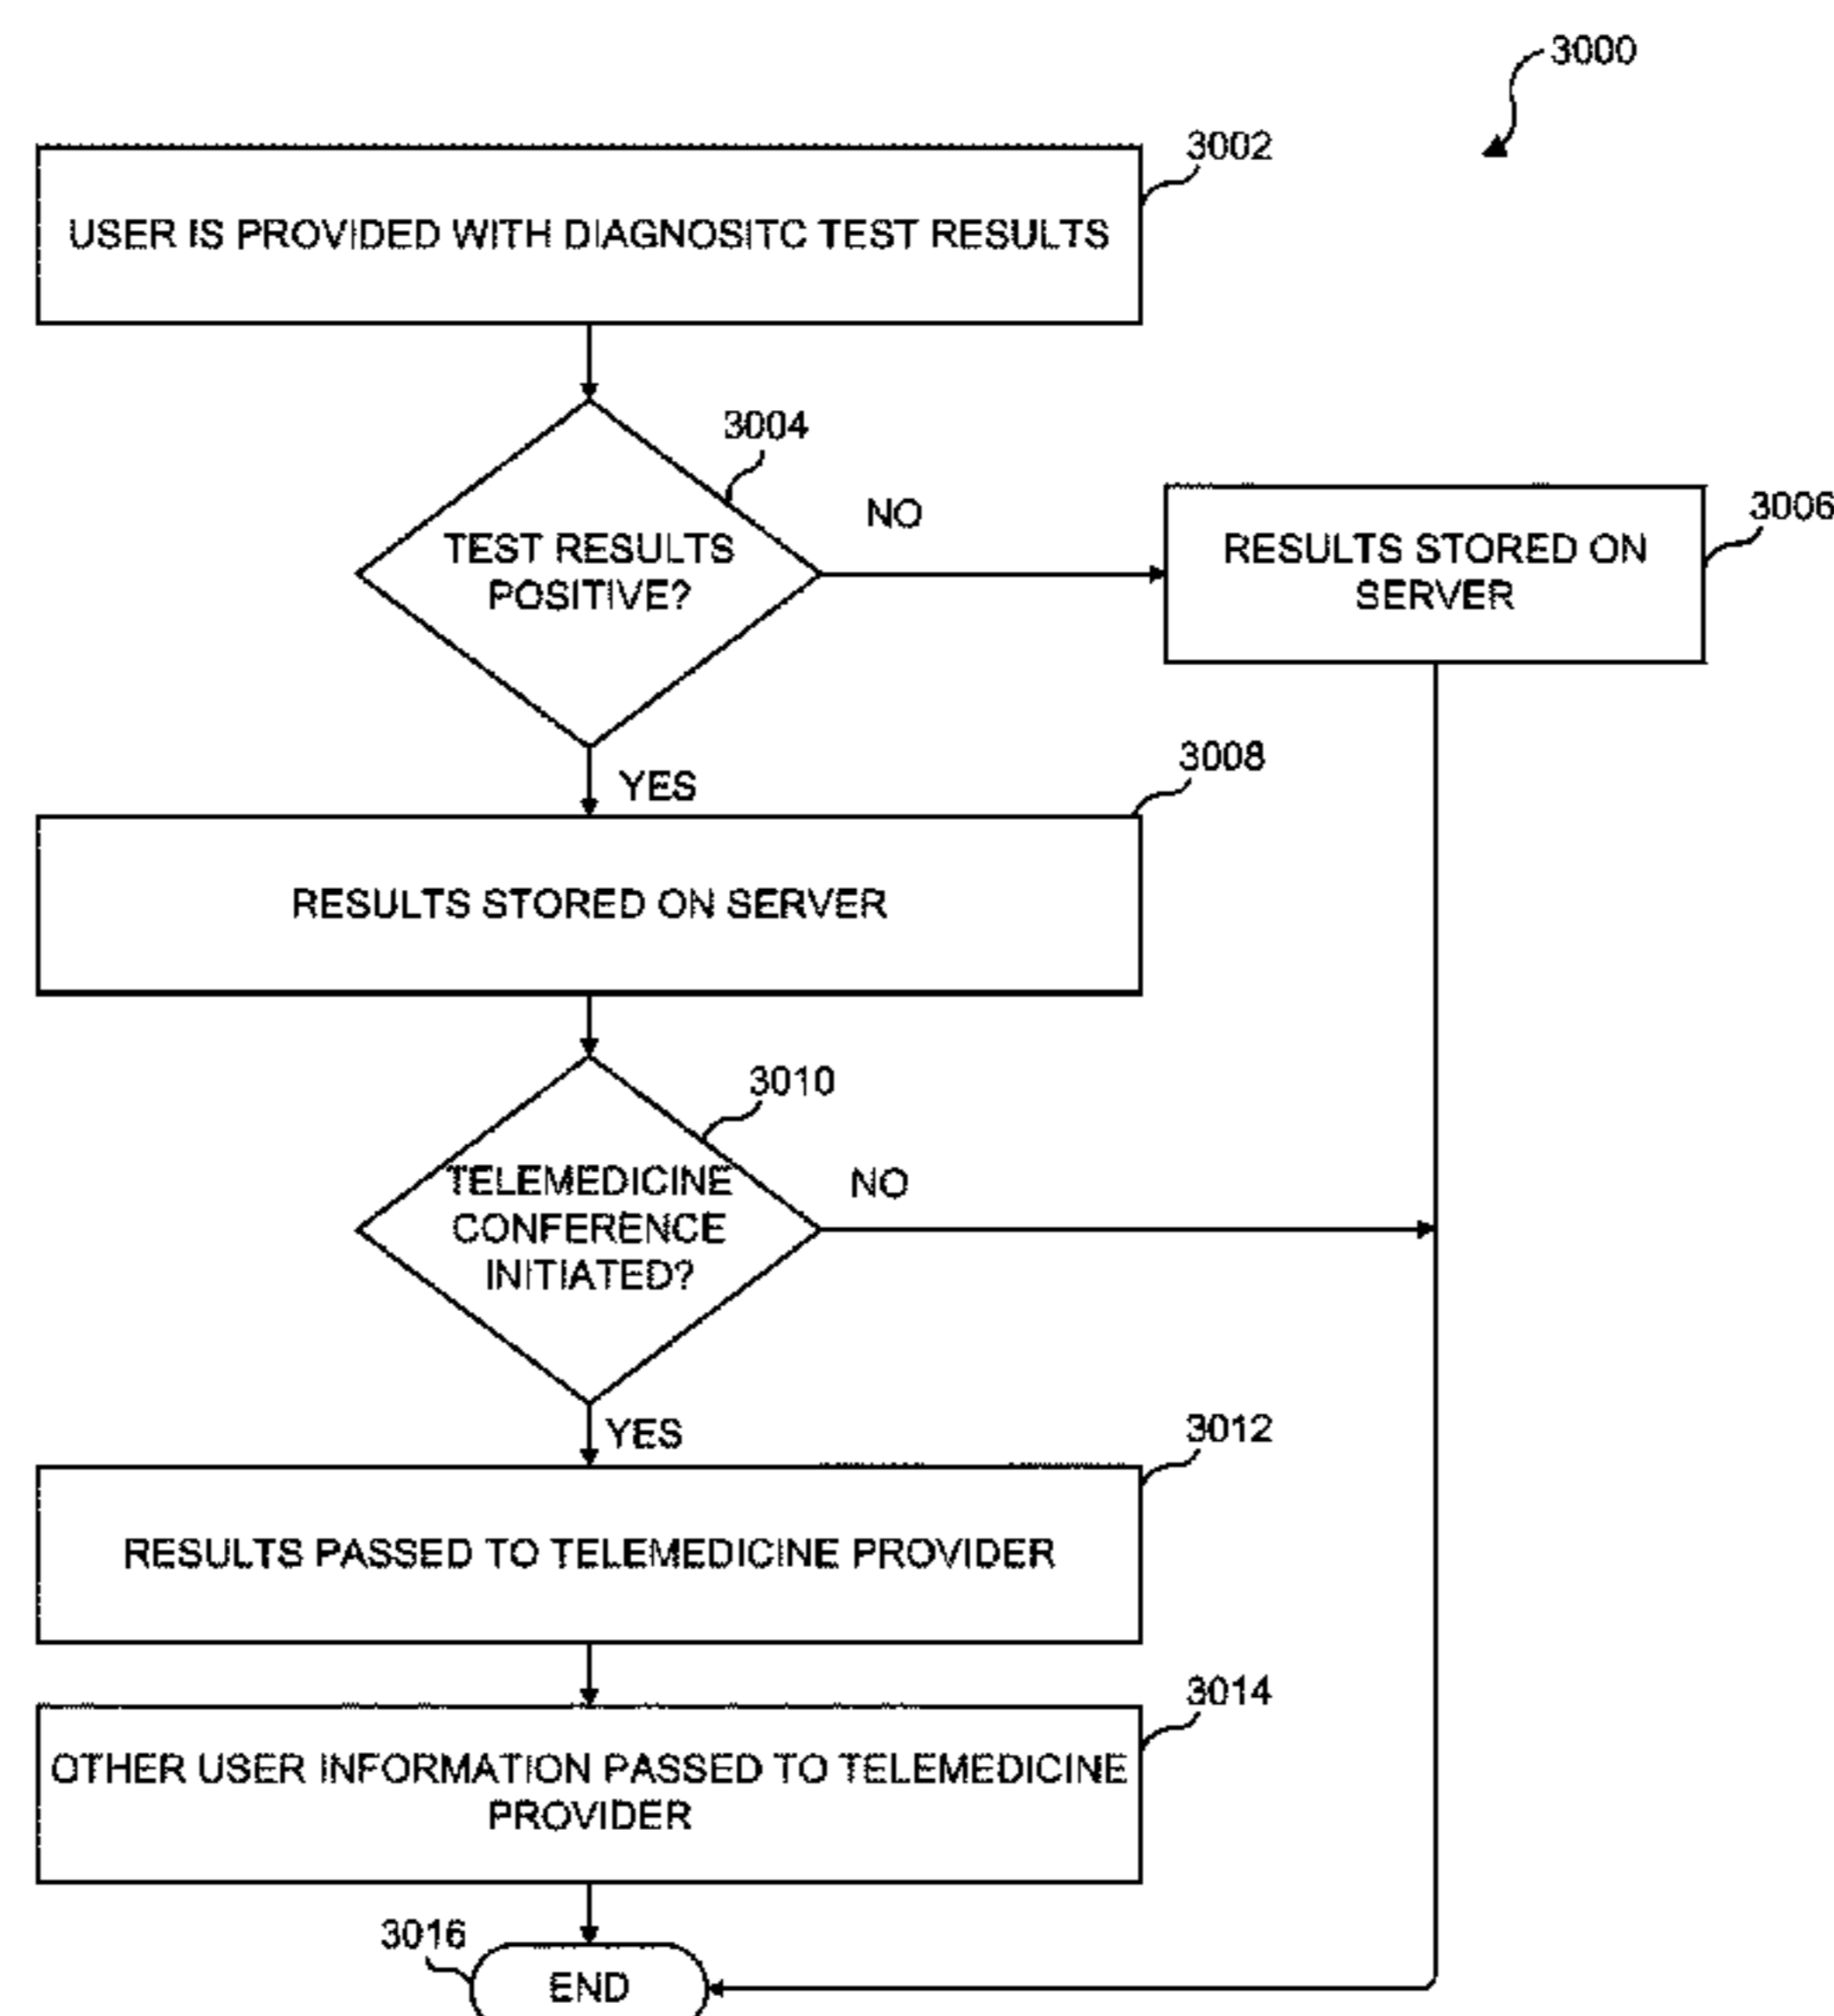 3000
3002
USER IS PROVIDED WITH DIAGNOSITC TEST RESULTS
3004
TEST RESULTS
POSITIVE?
NO
3006
RESULTS STORED ON
SERVER
YES
3008
RESULTS STORED ON SERVER
3010
TELEMEDICINE
CONFERENCE
INITIATED?
NO
YES
3012
RESULTS PASSED TO TELEMEDICINE PROVIDER
3014
OTHER USER INFORMATION PASSED TO TELEMEDICINE
PROVIDER
3016
END